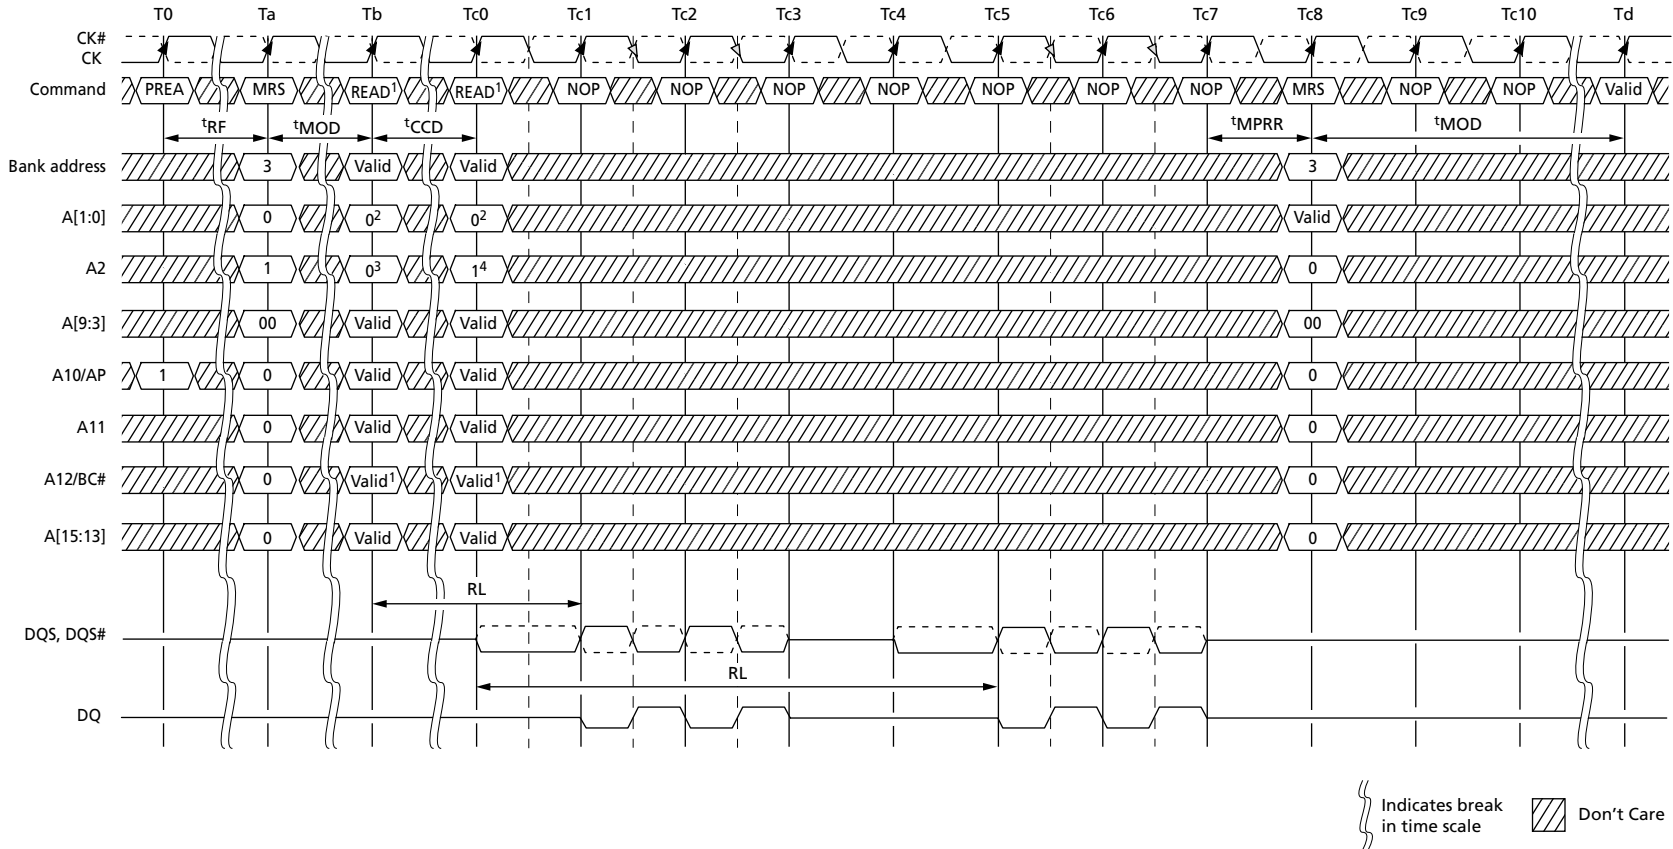 T0 Ta Tb Tc0 Tc1 Tc2 Tc3 Tc4 Tc5 Tc6 Tc7 Tc8 Tc9 Tc10 Td
CK#
CK
Command PREA MRS READ¹ READ¹ NOP NOP NOP NOP NOP NOP NOP MRS NOP NOP Valid
tRF tMOD tCCD tMPRR tMOD
Bank address 3 Valid Valid 3
A[1:0] 0 0² 0² Valid
A2 1 0³ 1⁴ 0
A[9:3] 00 Valid Valid 00
A10/AP 1 0 Valid Valid 0
A11 0 Valid Valid 0
A12/BC# 0 Valid¹ Valid¹ 0
A[15:13] 0 Valid Valid 0
RL
DQS, DQS#
RL
DQ
Indicates break
in time scale
Don't Care